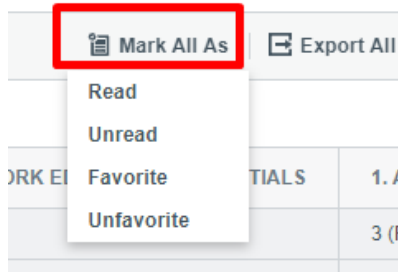 Mark All As Export All
Read
Unread
Favorite TIALS 1.
Unfavorite
3